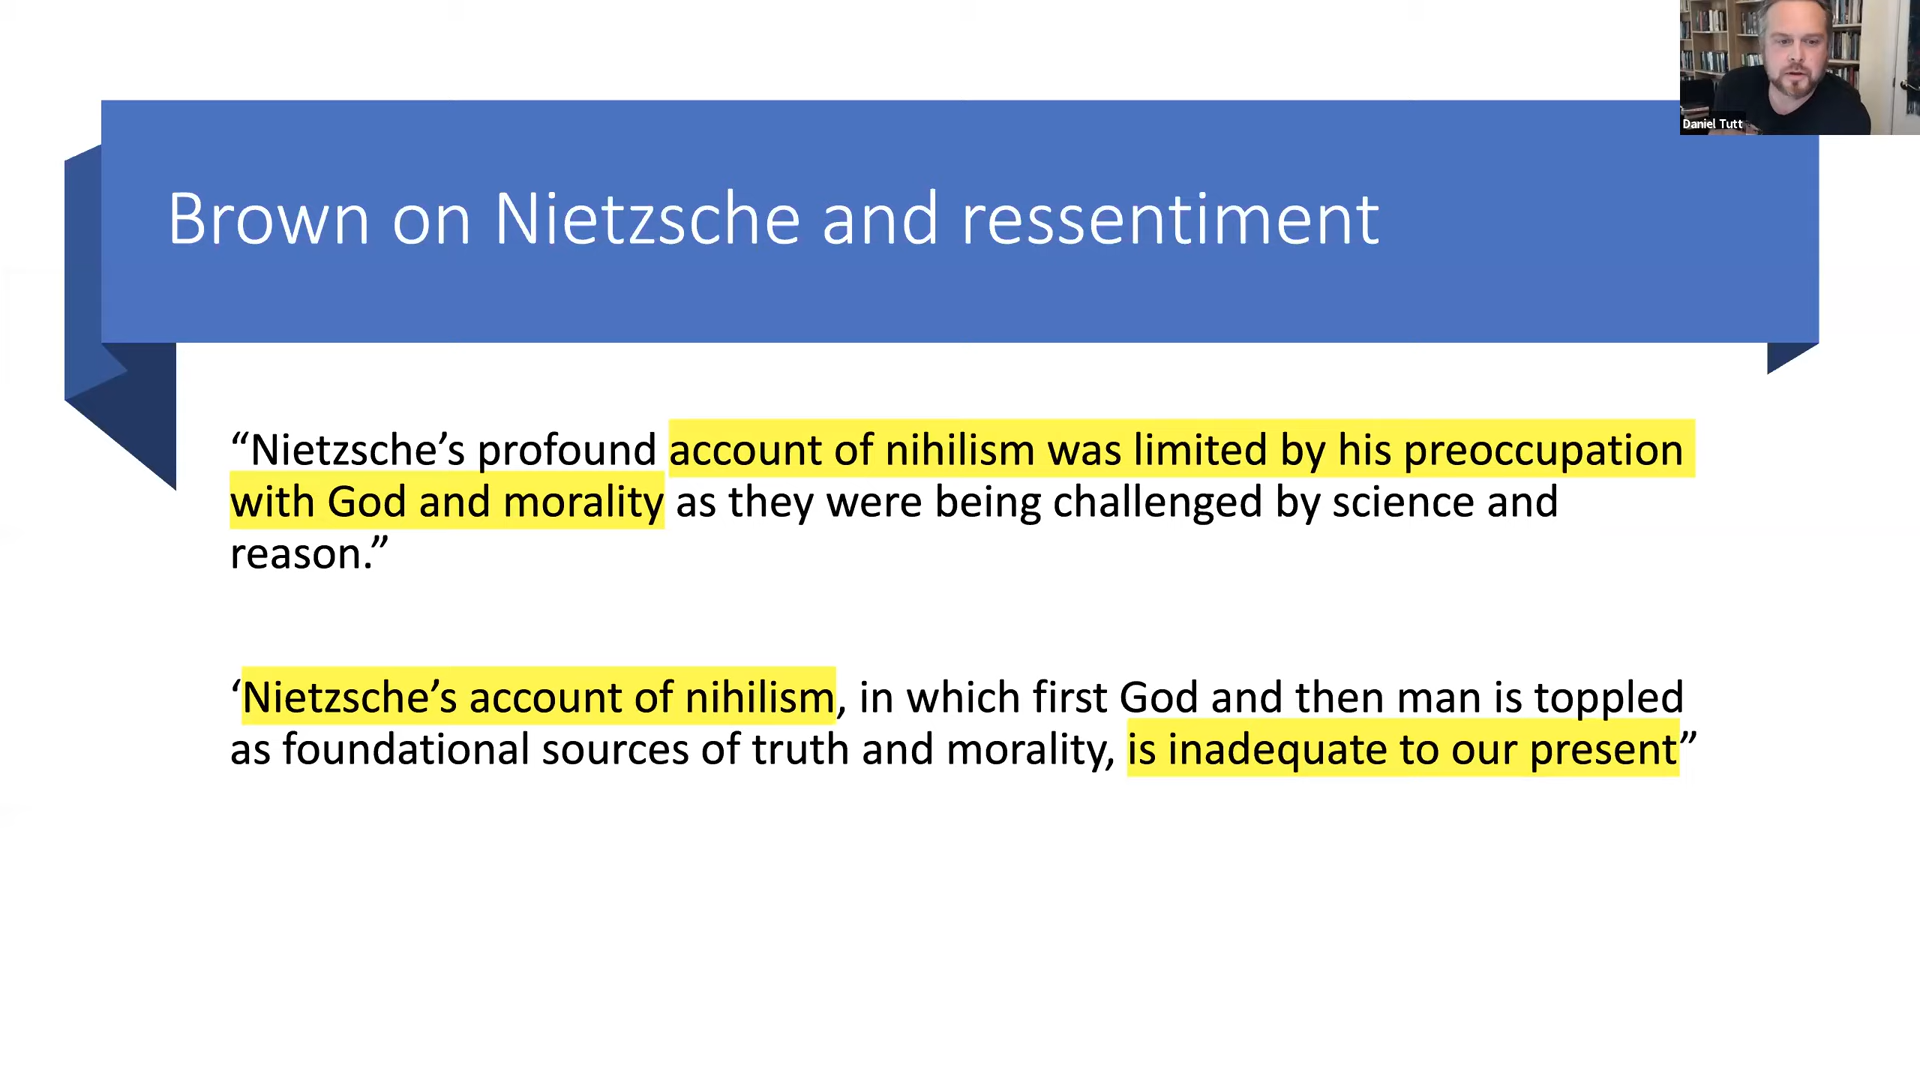 Daniel Tutt
Brown on Nietzsche and ressentiment
“Nietzsche’s profound account of nihilism was limited by his preoccupation
with God and morality as they were being challenged by science and
reason.”
‘Nietzsche’s account of nihilism, in which first God and then man is toppled
as foundational sources of truth and morality, is inadequate to our present”